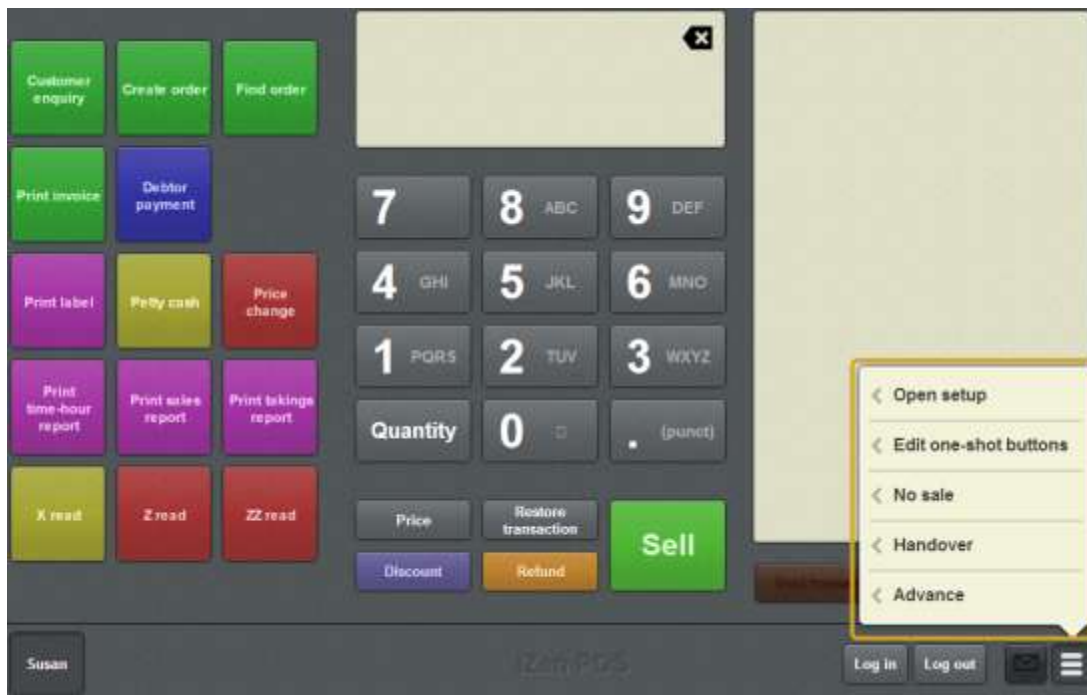 Customer
enquiry
Create order
Find order
Print invoice
Debtor
payment
Print label
Petty cash
Price
change
Print
time-hour
report
Print sales
report
Print takings
report
X read
Z read
ZZ read
7
8 ABC
9 DEF
4 GHI
5 JKL
6 MNO
1 PQRS
2 TUV
3 WXYZ
Quantity
0
. (punct)
Price
Restore
transaction
Sell
Discount
Refund
Open setup
Edit one-shot buttons
No sale
Handover
Advance
Susan
POS
Log in
Log out